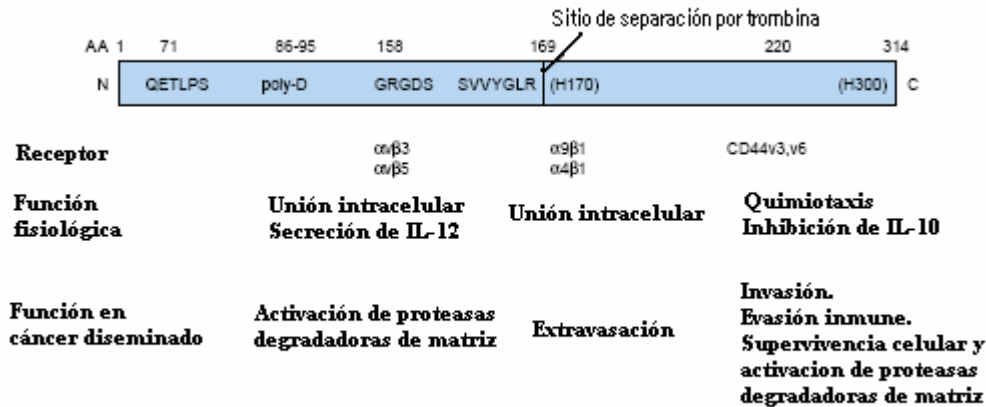 Sitio de separación por trombina
AA 1 71 86-95 158 169 220 314
N QETLPS poly-D GRGDS SVVYGLR (H170) (H300) C
Receptor αvβ3 α9β1 CD44v3,v6
αvβ5 α4β1
Función Unión intracelular Unión intracelular Quimiotaxis
fisiológica Secreción de IL-12 Inhibición de IL-10
Función en Activación de proteasas Extravasación Invasión.
cáncer diseminado degradadoras de matriz Evasión inmune.
Supervivencia celular y
activacion de proteasas
degradadoras de matriz